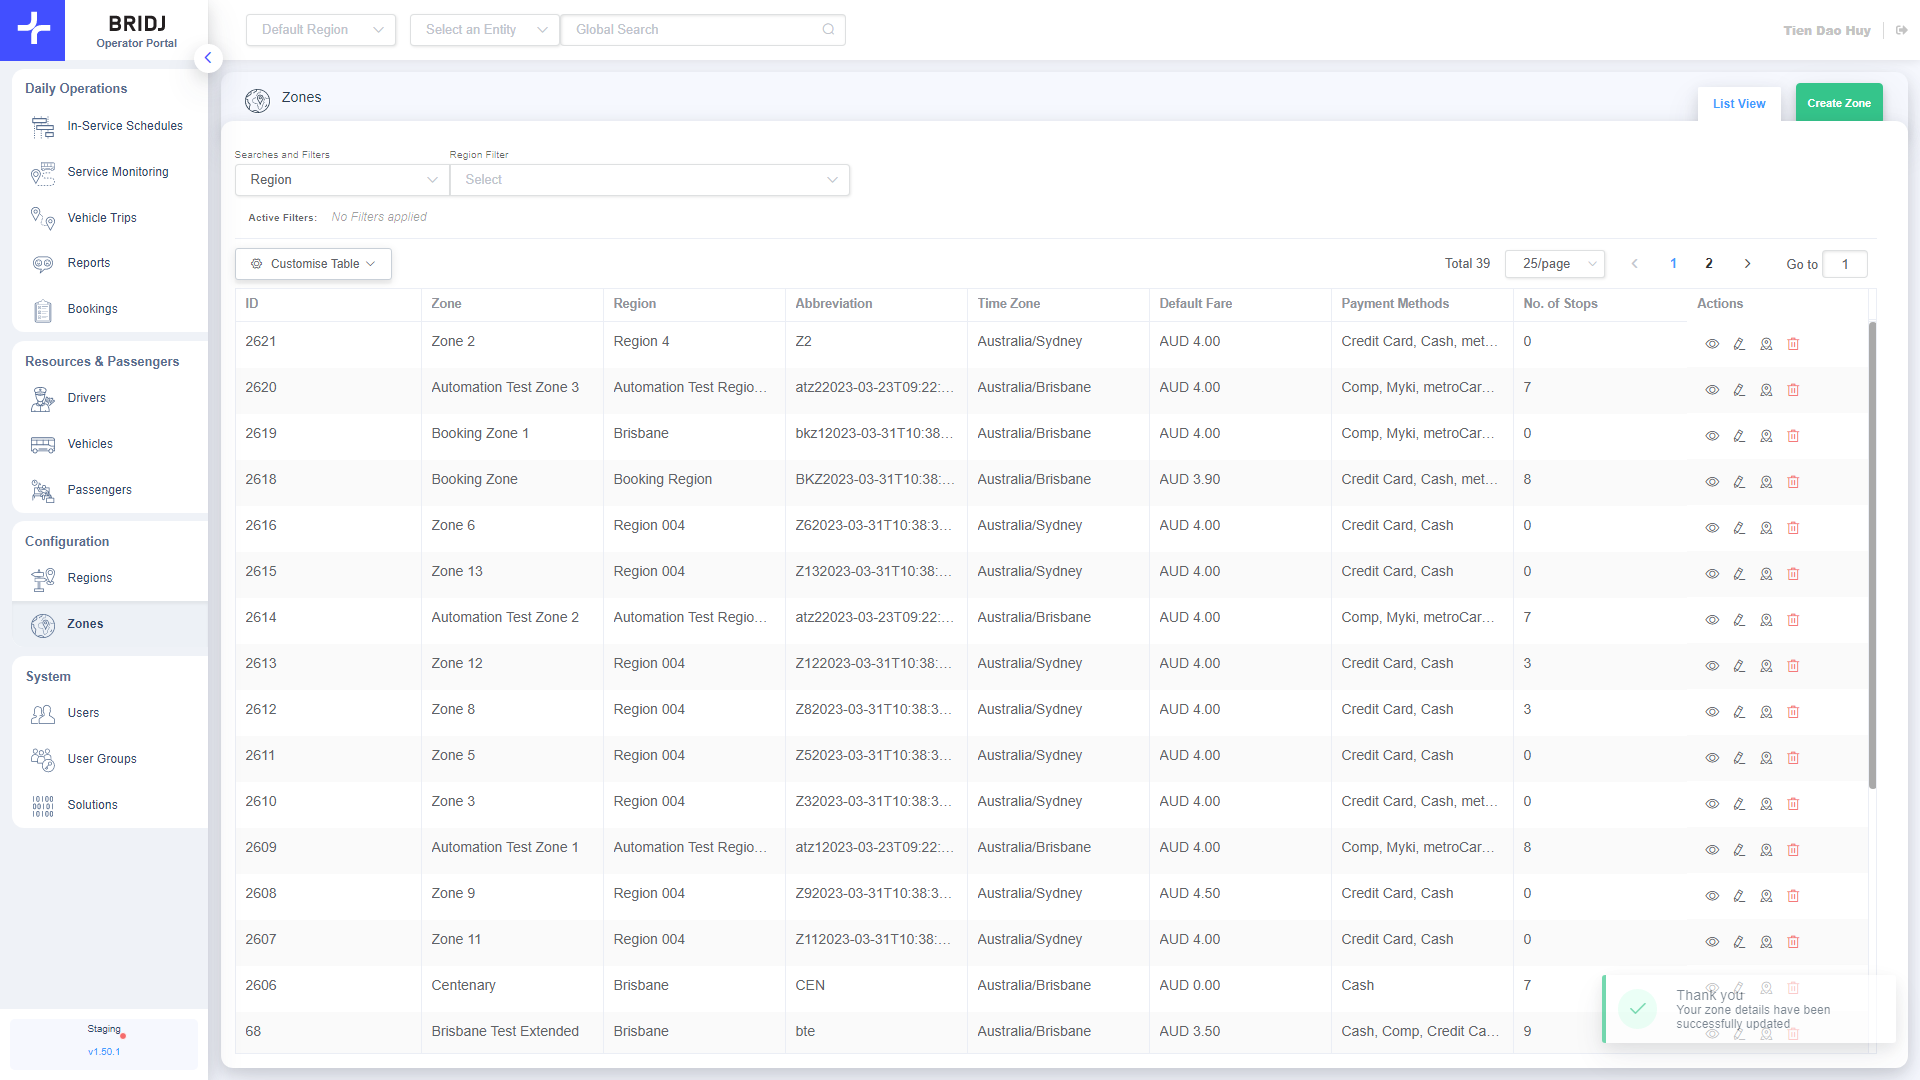 BRIDJ
Operator Portal
Default Region
Select an Entity
Global Search
Tien Dao Huy
Daily Operations
In-Service Schedules
Service Monitoring
Vehicle Trips
Reports
Bookings
Resources & Passengers
Drivers
Vehicles
Passengers
Configuration
Regions
Zones
System
Users
User Groups
Solutions
Staging
v1.50.1
Zones
List View
Create Zone
Searches and Filters
Region Filter
Region
Select
Active Filters: No Filters applied
Customise Table
Total 39 25/page 1 2 Go to 1
ID Zone Region Abbreviation Time Zone Default Fare Payment Methods No. of Stops Actions
2621 Zone 2 Region 4 Z2 Australia/Sydney AUD 4.00 Credit Card, Cash, met... 0
2620 Automation Test Zone 3 Automation Test Regio... atz22023-03-23T09:22:... Australia/Brisbane AUD 4.00 Comp, Myki, metroCar... 7
2619 Booking Zone 1 Brisbane bkz12023-03-31T10:38... Australia/Brisbane AUD 4.00 Comp, Myki, metroCar... 0
2618 Booking Zone Booking Region BKZ2023-03-31T10:38:... Australia/Brisbane AUD 3.90 Credit Card, Cash, met... 8
2616 Zone 6 Region 004 Z62023-03-31T10:38:3... Australia/Sydney AUD 4.00 Credit Card, Cash 0
2615 Zone 13 Region 004 Z132023-03-31T10:38:... Australia/Sydney AUD 4.00 Credit Card, Cash 0
2614 Automation Test Zone 2 Automation Test Regio... atz22023-03-23T09:22:... Australia/Brisbane AUD 4.00 Comp, Myki, metroCar... 7
2613 Zone 12 Region 004 Z122023-03-31T10:38:... Australia/Sydney AUD 4.00 Credit Card, Cash 3
2612 Zone 8 Region 004 Z82023-03-31T10:38:3... Australia/Sydney AUD 4.00 Credit Card, Cash 3
2611 Zone 5 Region 004 Z52023-03-31T10:38:3... Australia/Sydney AUD 4.00 Credit Card, Cash 0
2610 Zone 3 Region 004 Z32023-03-31T10:38:3... Australia/Sydney AUD 4.00 Credit Card, Cash, met... 0
2609 Automation Test Zone 1 Automation Test Regio... atz12023-03-23T09:22:... Australia/Brisbane AUD 4.00 Comp, Myki, metroCar... 8
2608 Zone 9 Region 004 Z92023-03-31T10:38:3... Australia/Sydney AUD 4.50 Credit Card, Cash 0
2607 Zone 11 Region 004 Z112023-03-31T10:38:... Australia/Sydney AUD 4.00 Credit Card, Cash 0
2606 Centenary Brisbane CEN Australia/Brisbane AUD 0.00 Cash 7
68 Brisbane Test Extended Brisbane bte Australia/Brisbane AUD 3.50 Cash, Comp, Credit Ca... 9
Thank you
Your zone details have been
successfully updated